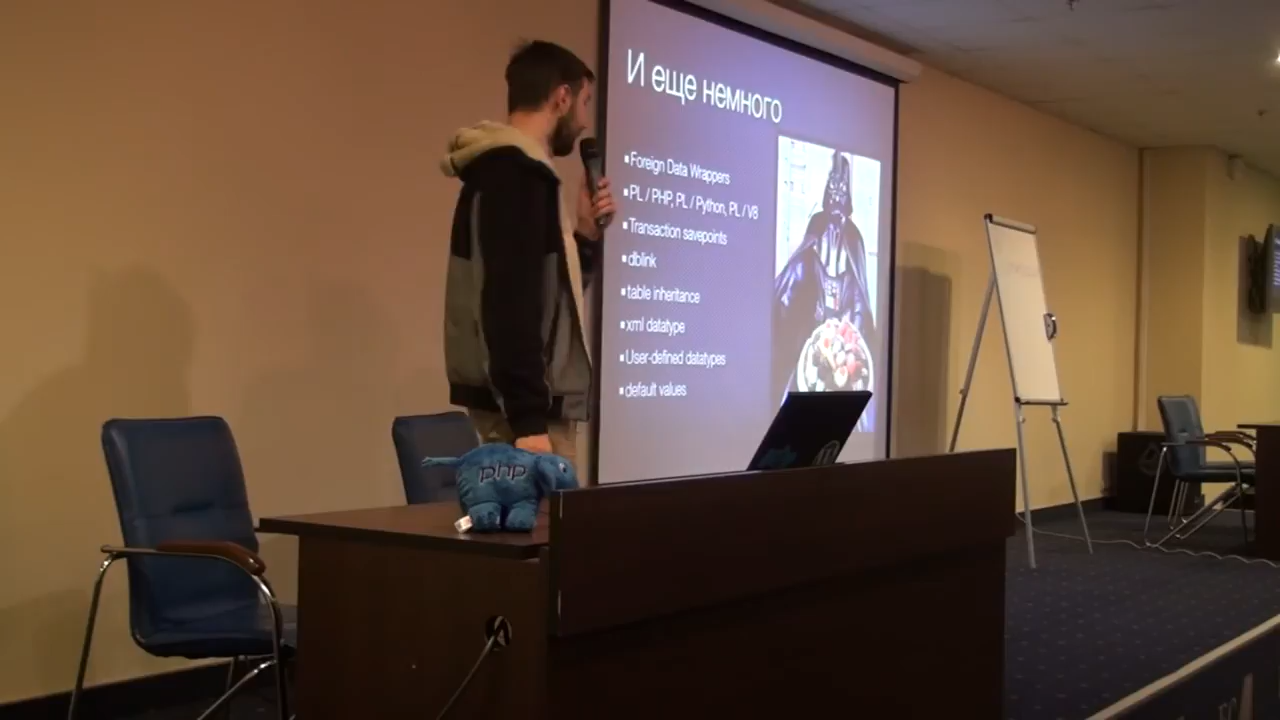 И еще немного
▪Foreign Data Wrappers
▪PL / PHP, PL / Python, PL / V8
▪Transaction savepoints
▪dblink
▪table inheritance
▪xml datatype
▪User-defined datatypes
▪default values
php